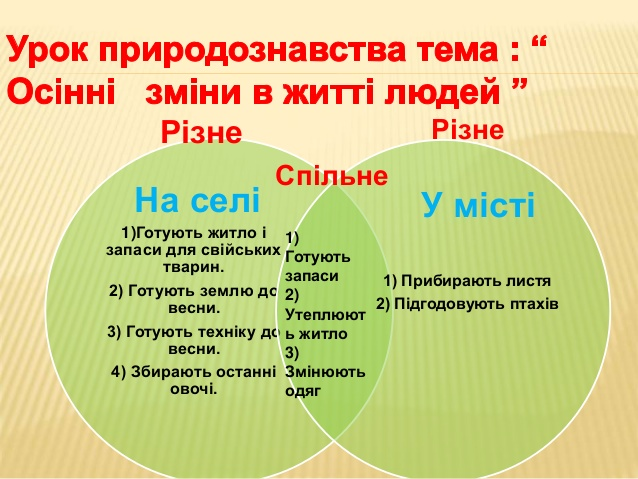 Урок природознавства тема : “
Осінні зміни в житті людей ”
Різне
Різне
Спільне
На селі
1)Готують житло і
запаси для свійських
тварин.
2) Готують землю до
весни.
3) Готують техніку до
весни.
4) Збирають останні
овочі.
1)
Готують
запаси
2)
Утеплюют
ь житло
3)
Змінюють
одяг
У місті
1) Прибирають листя
2) Підгодовують птахів